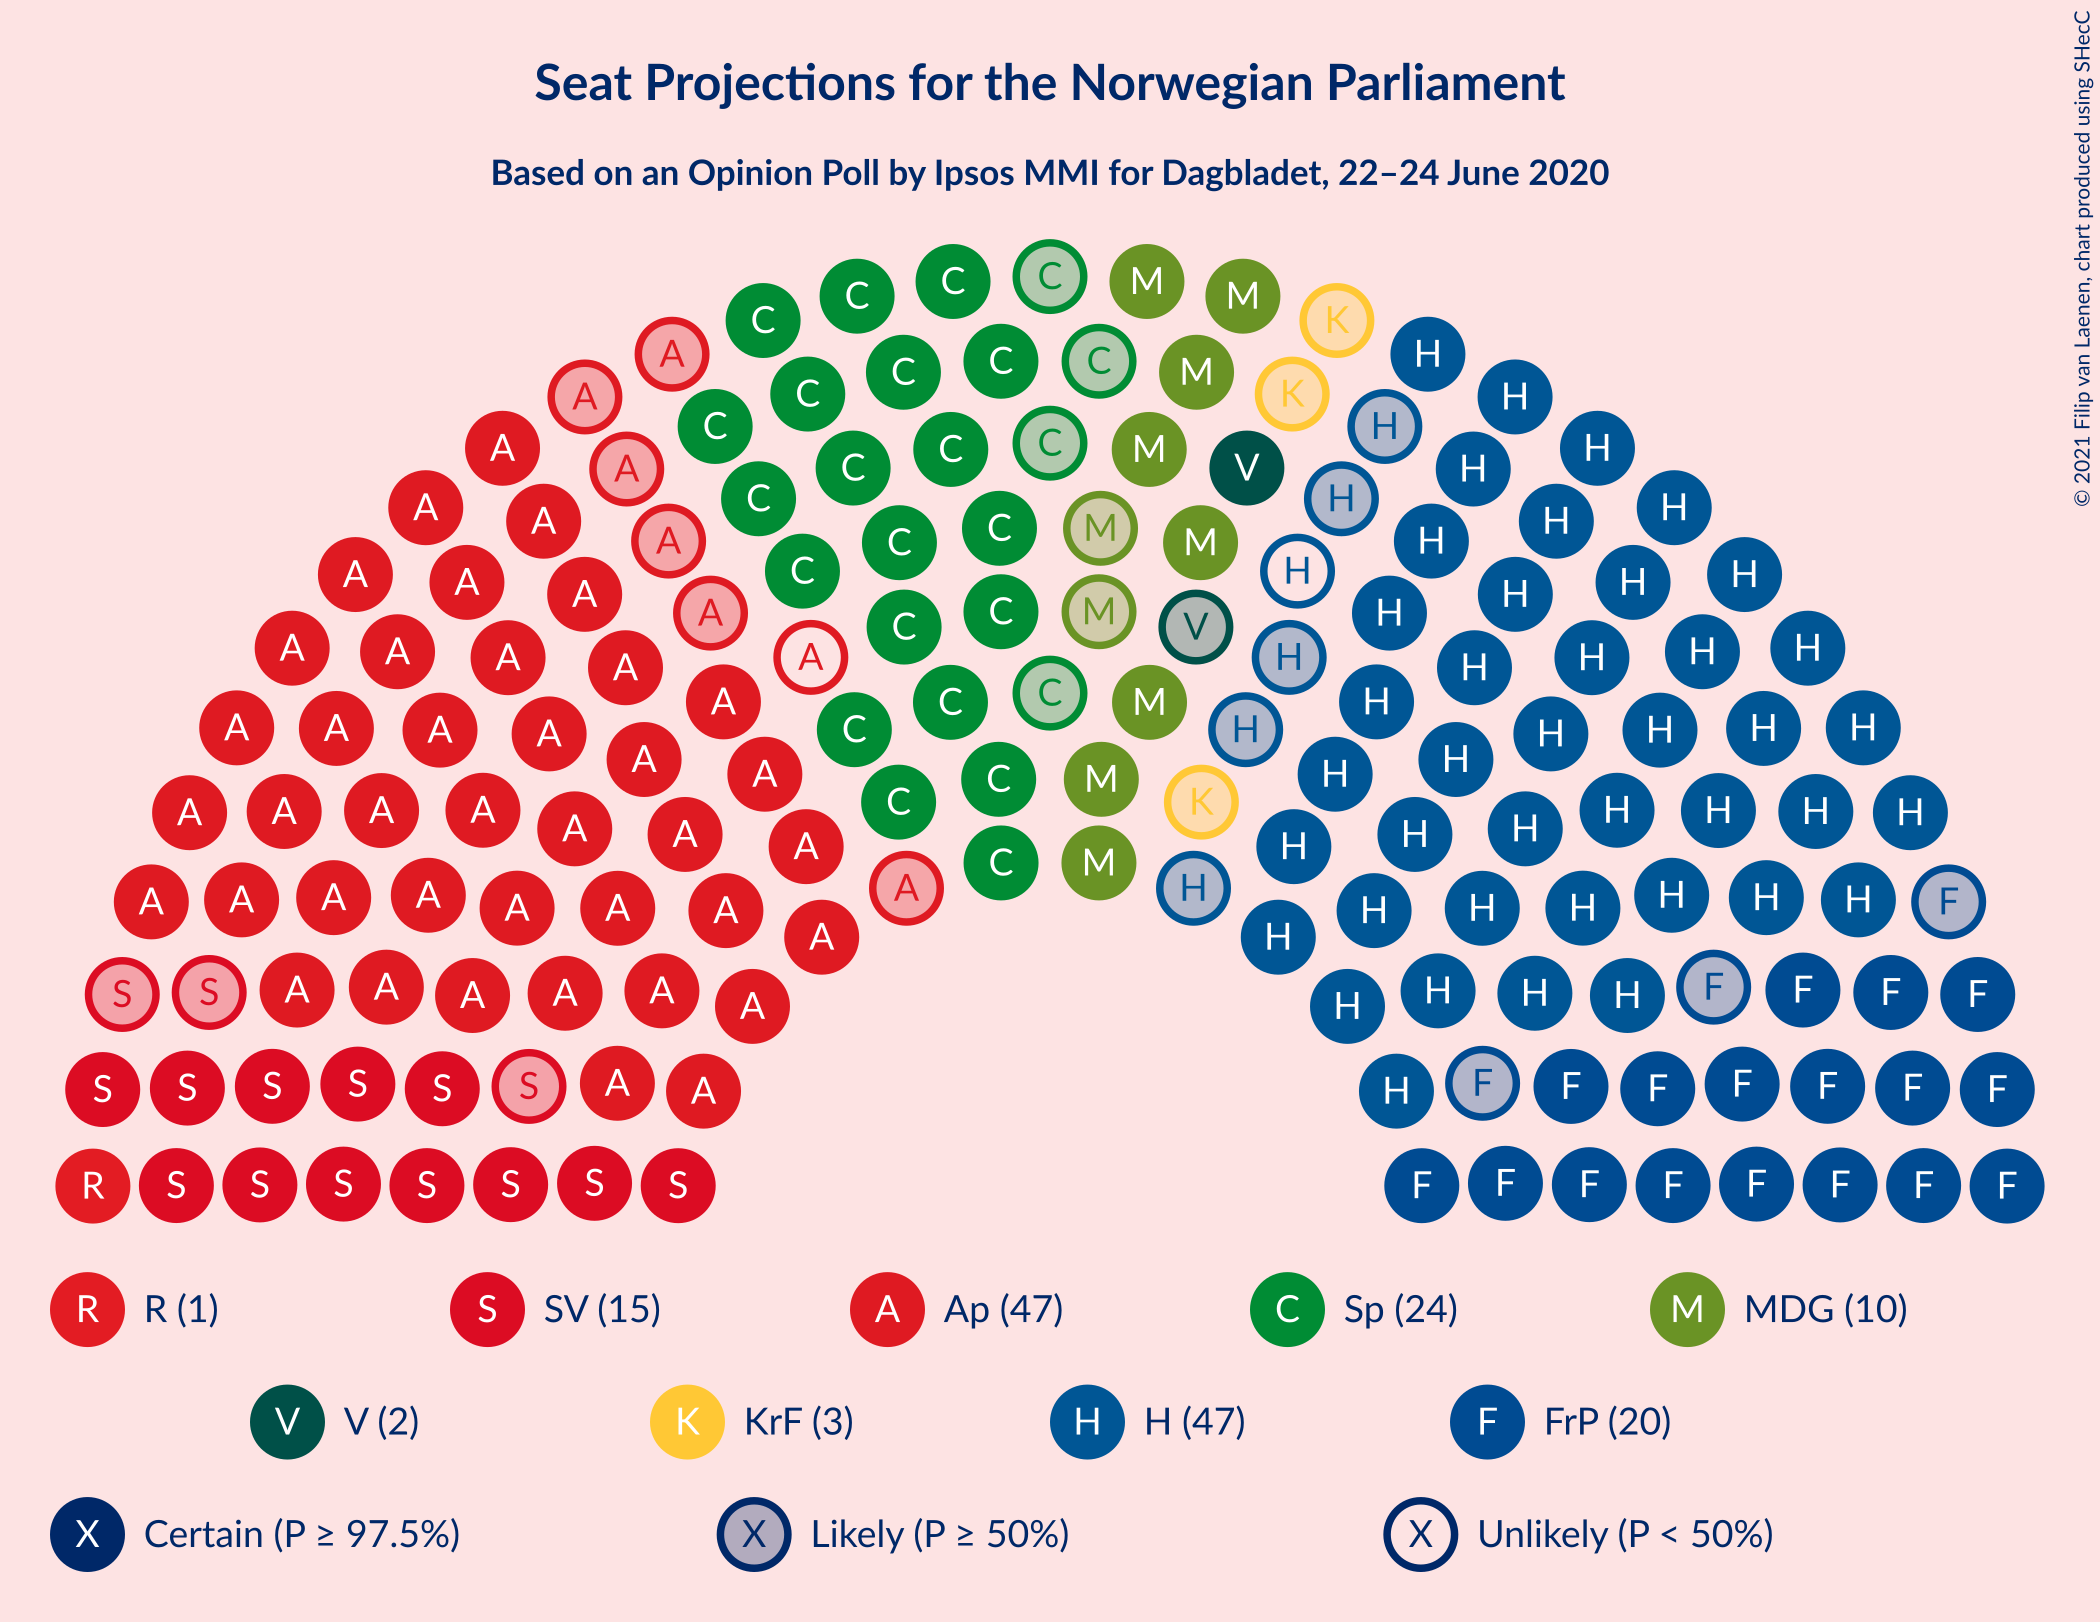 Seat Projections for the Norwegian Parliament
Based on an Opinion Poll by Ipsos MMI for Dagbladet, 22–24 June 2020
© 2021 Filip van Laenen, chart produced using SHecC
C C C C M M K
A C C C C M K H
A A C C C C M V H H H
A A C C C M M H H H H
A A A C C M V H H H H
A A A A C C C M H H H H H
A A A A A C C M K H H H H H
A A A A A A A C M H H H H H H H
A A A A A A A A H H H H H H H H
A A A A A A A A H H H H H H H F
S S A A A A A A H H H H F F F F
S S S S S S A A H F F F F F F F
R S S S S S S S F F F F F F F F
R R (1) S SV (15) A Ap (47) C Sp (24) M MDG (10)
V V (2) K KrF (3) H H (47) F FrP (20)
X Certain (P ≥ 97.5%) X Likely (P ≥ 50%) X Unlikely (P < 50%)